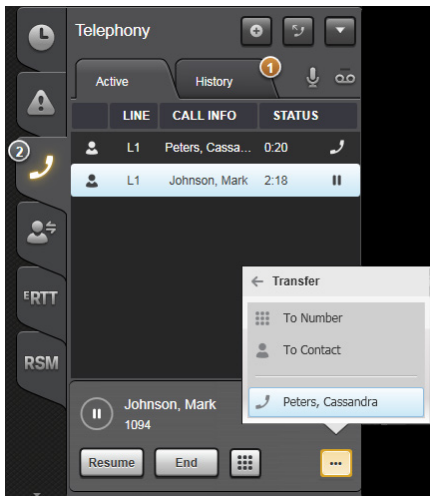 Telephony
Active
History
1
LINE CALL INFO STATUS
2
L1 Peters, Cassa... 0:20
L1 Johnson, Mark 2:18
ERTT
RSM
Transfer
To Number
To Contact
Peters, Cassandra
Johnson, Mark
1094
Resume
End
...